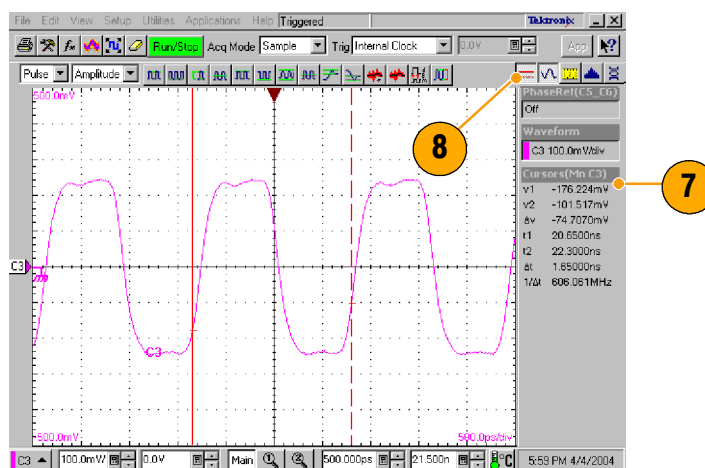 File Edit View Setup Utilities Applications Help Triggered Tektronix
Run/Stop Acq Mode Sample Trig Internal Clock 0.0V App
Pulse Amplitude
500.0mV
PhaseRef(C5_C6)
Off
8
Waveform
C3 100.0mW/div
7
Cursors(Mn C3)
v1 -176.224mV
v2 -101.517mV
Δv -74.7070mV
t1 20.6500ns
t2 22.3000ns
Δt 1.65000ns
1/Δt 606.061MHz
C3
C3
-500.0mV 500.0ps/div
C3 100.0mW 0.0V Main 500.000ps 21.500n °C 5:59 PM 4/4/2004